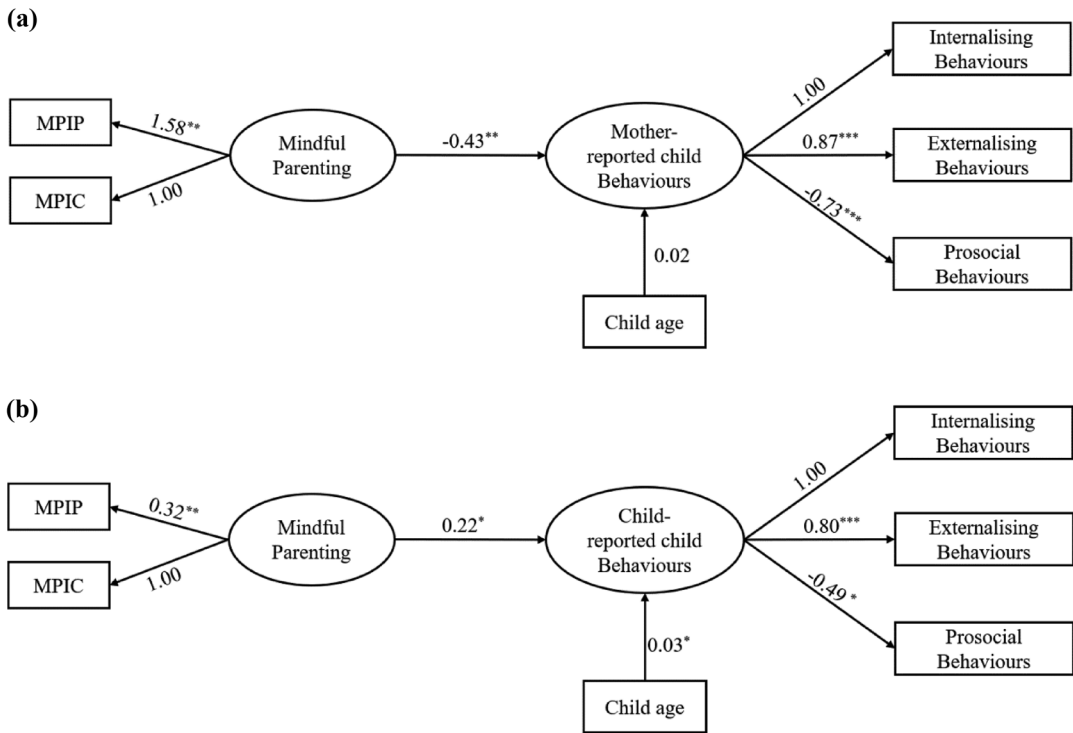 (a)
Internalising
Behaviours
1.00
MPIP
1.58**
Mindful
Parenting
-0.43**
Mother-
reported child
Behaviours
0.87***
Externalising
Behaviours
MPIC
1.00
-0.73***
Prosocial
Behaviours
0.02
Child age
(b)
Internalising
Behaviours
1.00
MPIP
0.32**
Mindful
Parenting
0.22*
Child-
reported child
Behaviours
0.80***
Externalising
Behaviours
MPIC
1.00
-0.49 *
Prosocial
Behaviours
0.03*
Child age